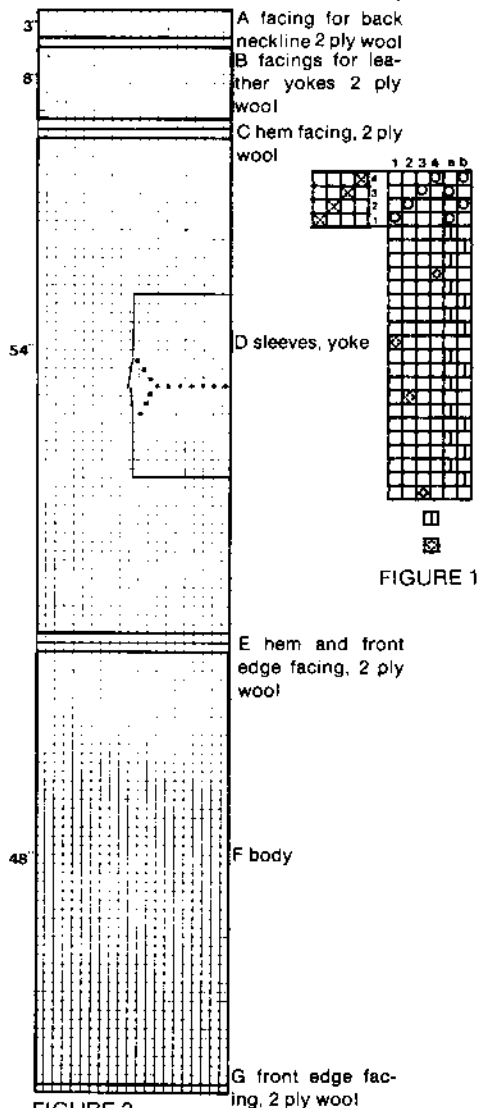 3"
A facing for back
neckline 2 ply wool
8"
B facings for lea-
ther yokes 2 ply
wool
C hem facing, 2 ply
wool
1 2 3 4 a b
4
3
2
1
54"
D sleeves, yoke
FIGURE 1
E hem and front
edge facing, 2 ply
wool
48"
F body
G front edge fac-
ing, 2 ply wool
FIGURE 2